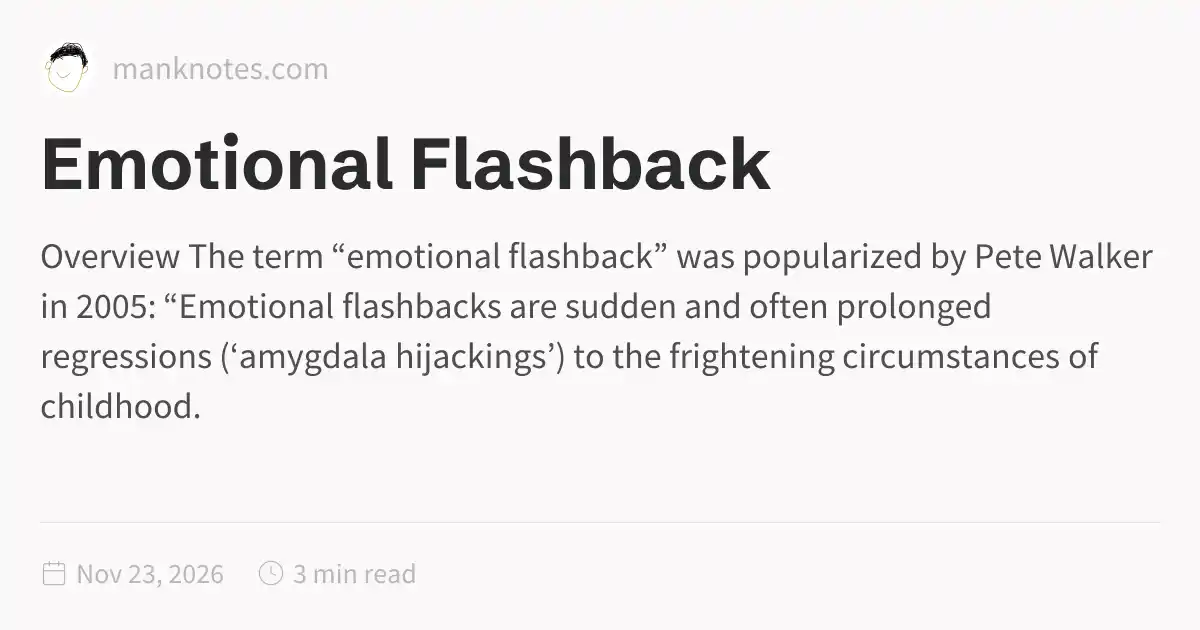 manknotes.com
Emotional Flashback
Overview The term “emotional flashback” was popularized by Pete Walker
in 2005: “Emotional flashbacks are sudden and often prolonged
regressions (‘amygdala hijackings’) to the frightening circumstances of
childhood.
Nov 23, 2026 3 min read